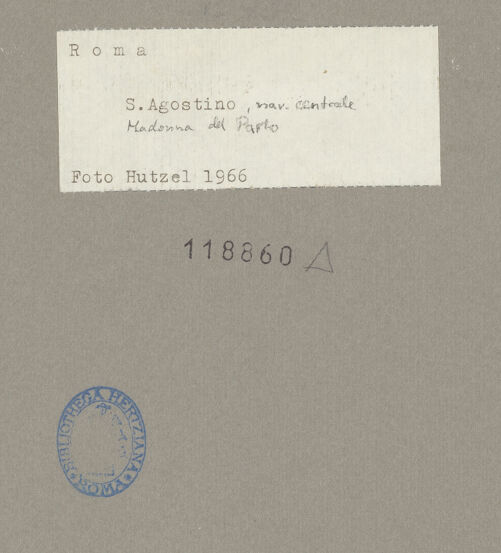 Roma
S.Agostino, nav. centrale
Madonna del Parto
Foto Hutzel 1966
118860 Δ
BIBLIOTHECA HERTZIANA ROMA